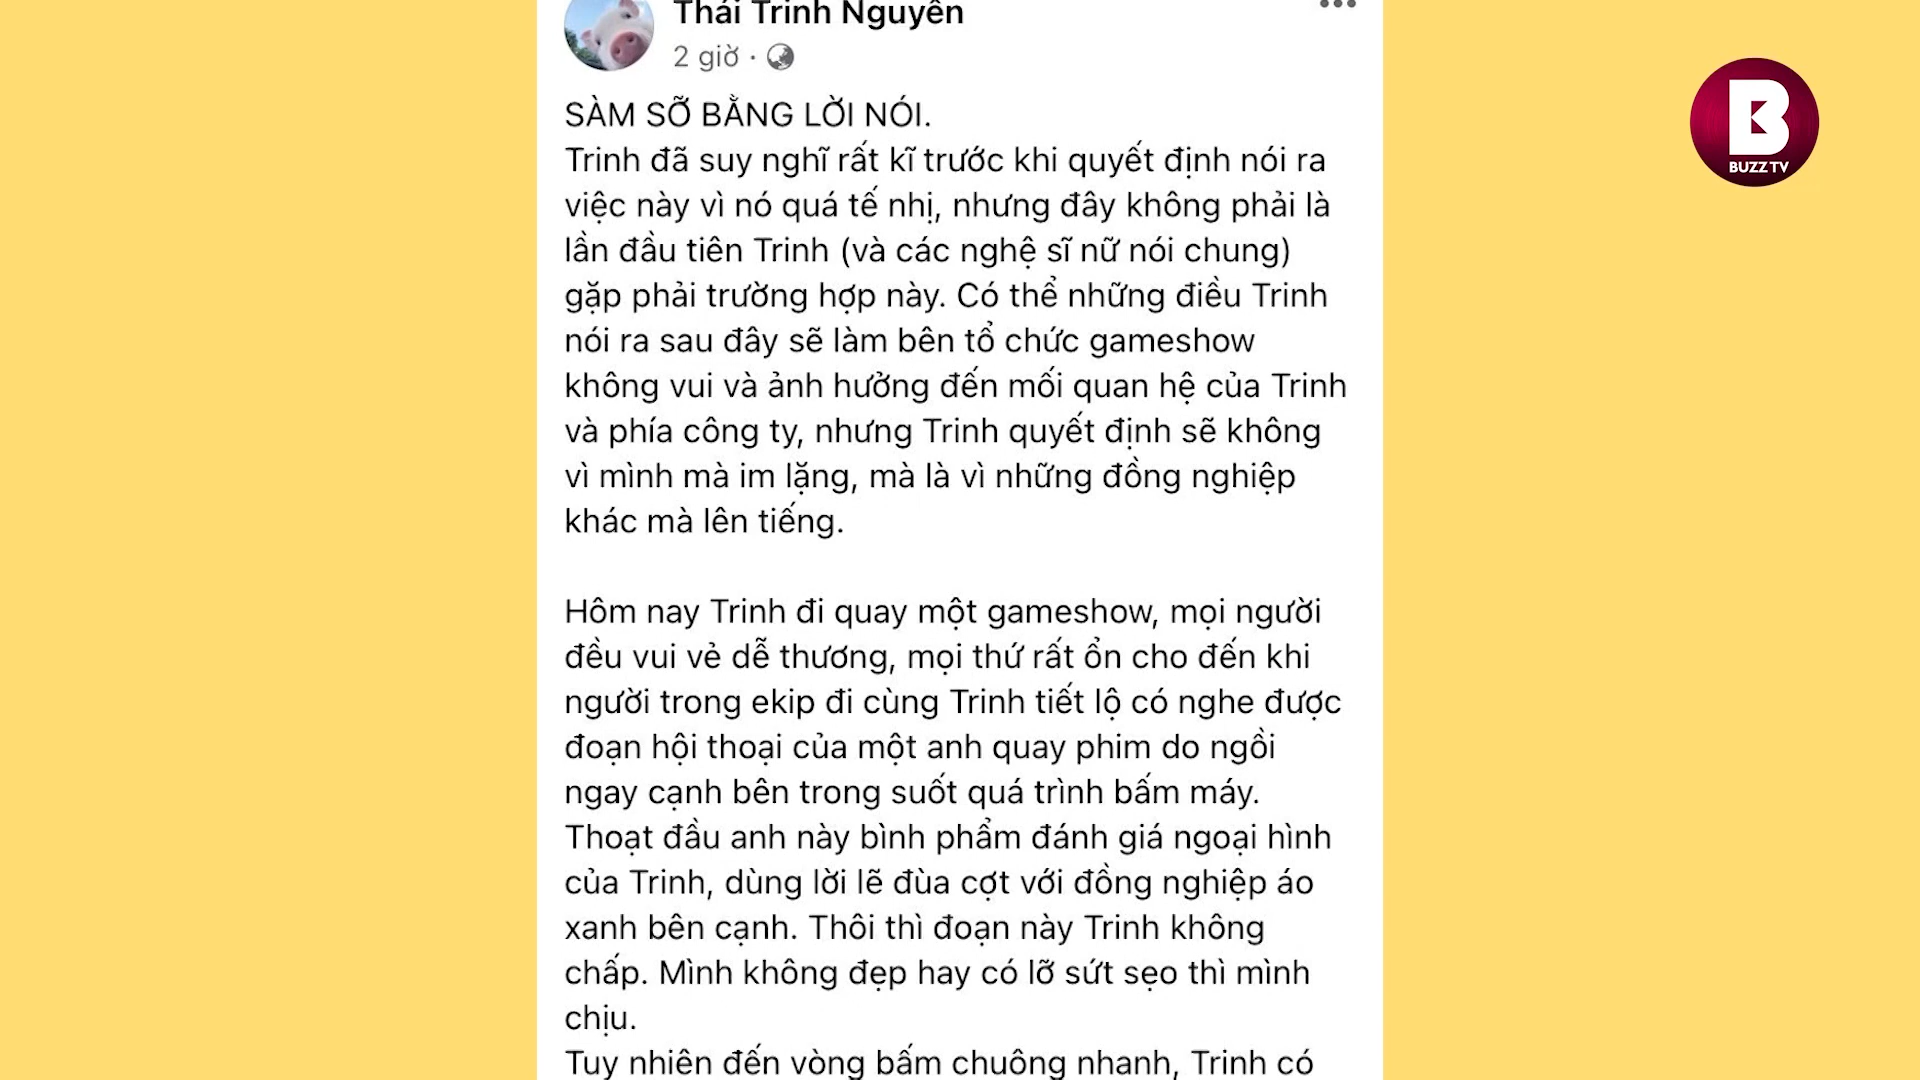 Thái Trinh Nguyễn
2 giờ ·
SÀM SỠ BẰNG LỜI NÓI.
Trinh đã suy nghĩ rất kĩ trước khi quyết định nói ra
việc này vì nó quá tế nhị, nhưng đây không phải là
lần đầu tiên Trinh (và các nghệ sĩ nữ nói chung)
gặp phải trường hợp này. Có thể những điều Trinh
nói ra sau đây sẽ làm bên tổ chức gameshow
không vui và ảnh hưởng đến mối quan hệ của Trinh
và phía công ty, nhưng Trinh quyết định sẽ không
vì mình mà im lặng, mà là vì những đồng nghiệp
khác mà lên tiếng.
Hôm nay Trinh đi quay một gameshow, mọi người
đều vui vẻ dễ thương, mọi thứ rất ổn cho đến khi
người trong ekip đi cùng Trinh tiết lộ có nghe được
đoạn hội thoại của một anh quay phim do ngồi
ngay cạnh bên trong suốt quá trình bấm máy.
Thoạt đầu anh này bình phẩm đánh giá ngoại hình
của Trinh, dùng lời lẽ đùa cợt với đồng nghiệp áo
xanh bên cạnh. Thôi thì đoạn này Trinh không
chấp. Mình không đẹp hay có lỡ sứt sẹo thì mình
chịu.
Tuy nhiên đến vòng bấm chuông nhanh, Trinh có
B
BUZZ TV